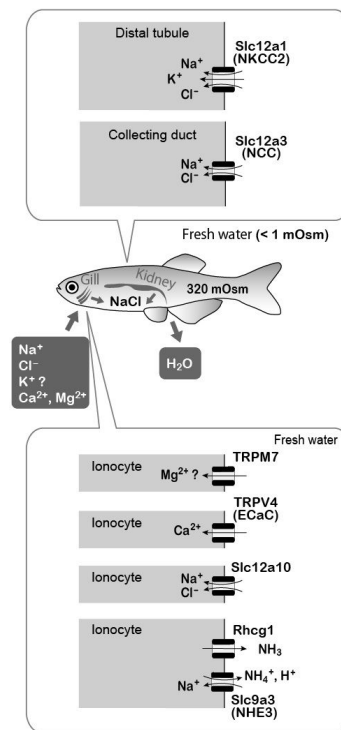 Distal tubule
Slc12a1
(NKCC2)
Na⁺
K⁺
Cl⁻
Collecting duct
Slc12a3
(NCC)
Na⁺
Cl⁻
Fresh water (< 1 mOsm)
Gill
Kidney
NaCl
320 mOsm
Na⁺
Cl⁻
K⁺ ?
Ca²⁺, Mg²⁺
H₂O
Fresh water
Ionocyte
TRPM7
Mg²⁺ ?
Ionocyte
TRPV4
(ECaC)
Ca²⁺
Ionocyte
Slc12a10
Na⁺
Cl⁻
Ionocyte
Rhcg1
NH₃
NH₄⁺, H⁺
Na⁺
Slc9a3
(NHE3)